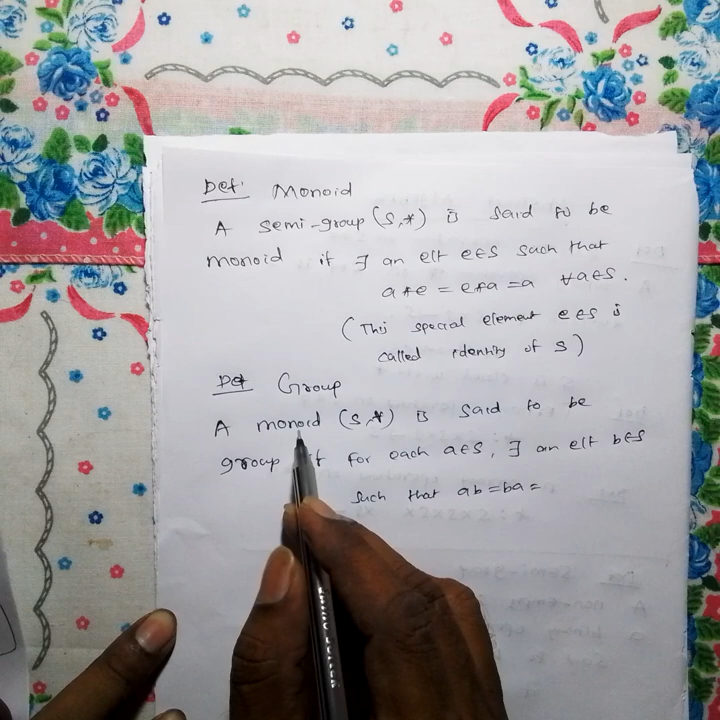 Def: Monoid
A semi-group (S,*) is said to be
monoid if ∃ an elt e∈S such that
a*e = e*a = a ∀a∈S.
(This special element e∈S is
called identity of S)
Def Group
A monoid (S,*) is said to be
group if for each a∈S, ∃ an elt b∈S
such that ab=ba=